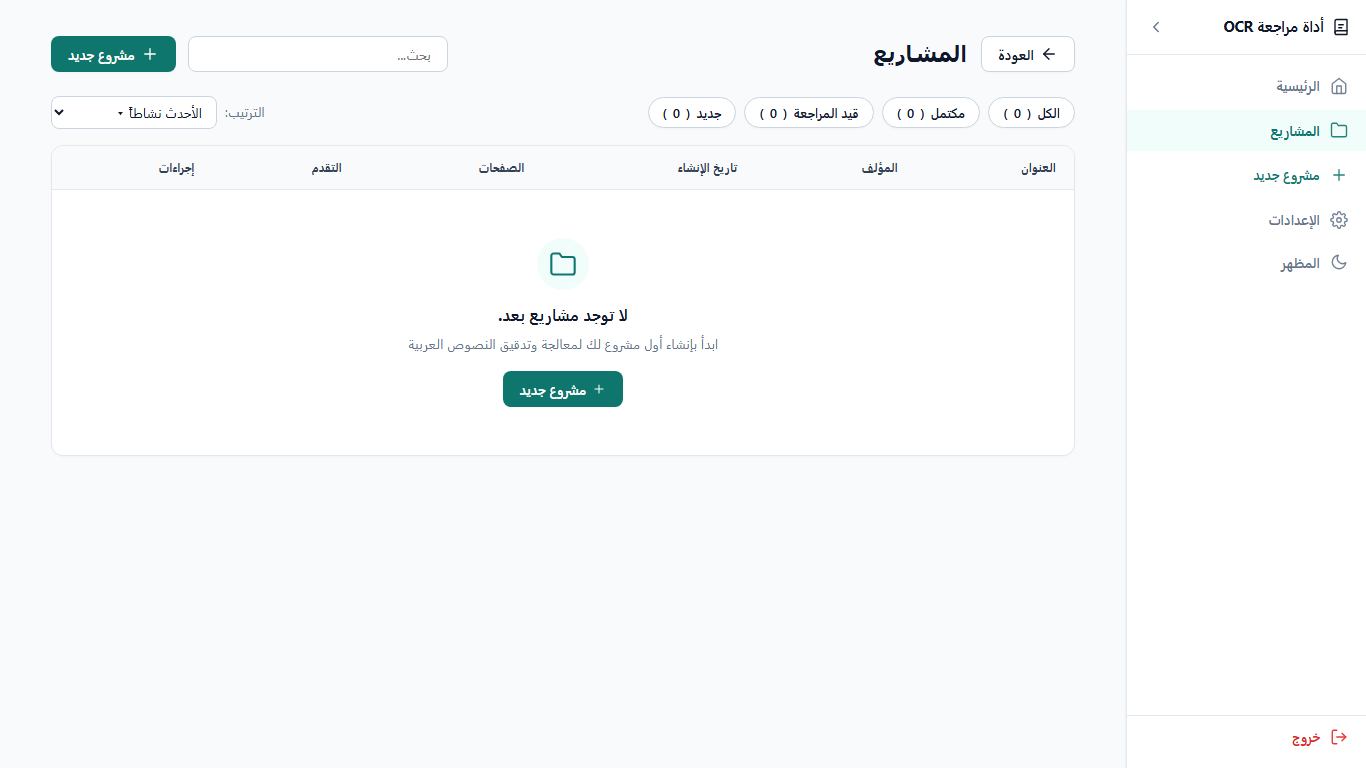 أداة مراجعة OCR
الرئيسية
المشاريع
مشروع جديد
الإعدادات
المظهر
خروج
العودة
المشاريع
بحث...
مشروع جديد
الكل ( 0 )
مكتمل ( 0 )
قيد المراجعة ( 0 )
جديد ( 0 )
الترتيب:
الأحدث نشاطاً
العنوان المؤلف تاريخ الإنشاء الصفحات التقدم إجراءات
لا توجد مشاريع بعد.
ابدأ بإنشاء أول مشروع لك لمعالجة وتدقيق النصوص العربية
مشروع جديد